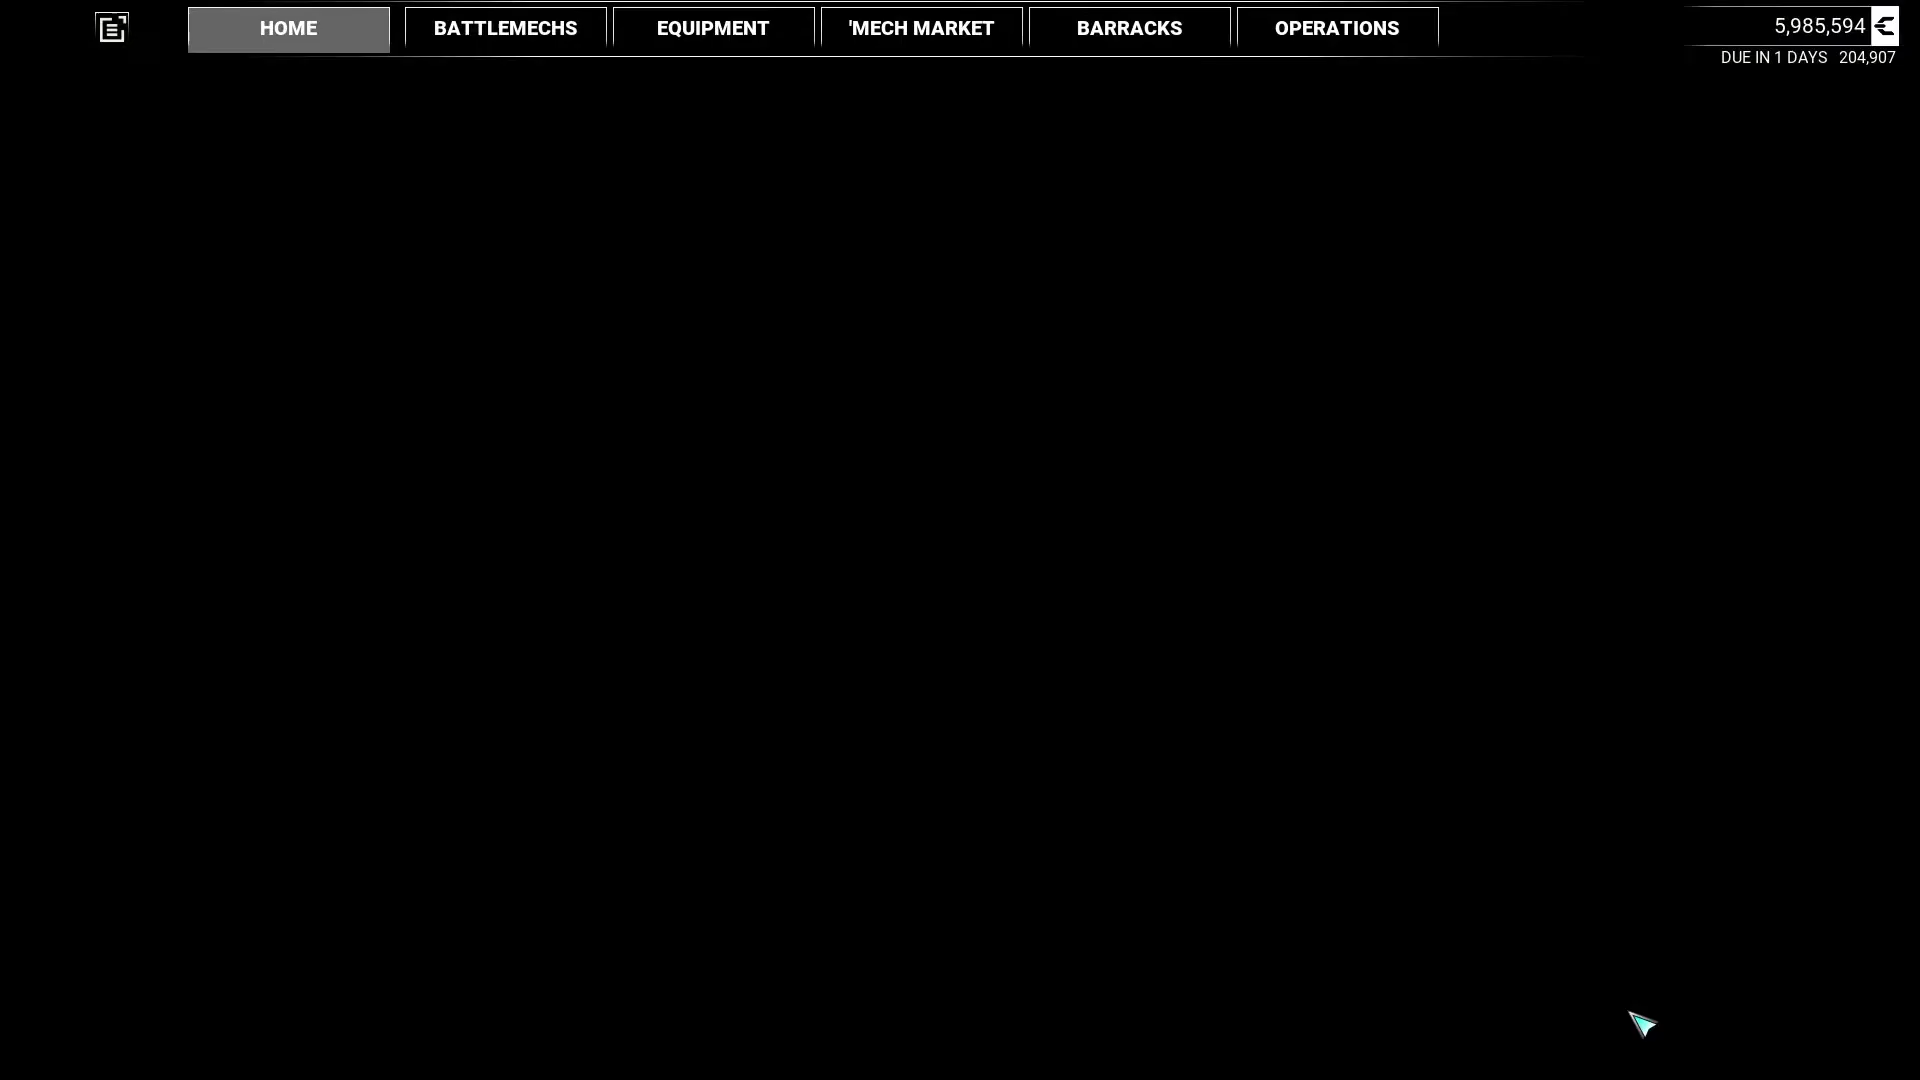 HOME
BATTLEMECHS
EQUIPMENT
'MECH MARKET
BARRACKS
OPERATIONS
5,985,594
DUE IN 1 DAYS 204,907